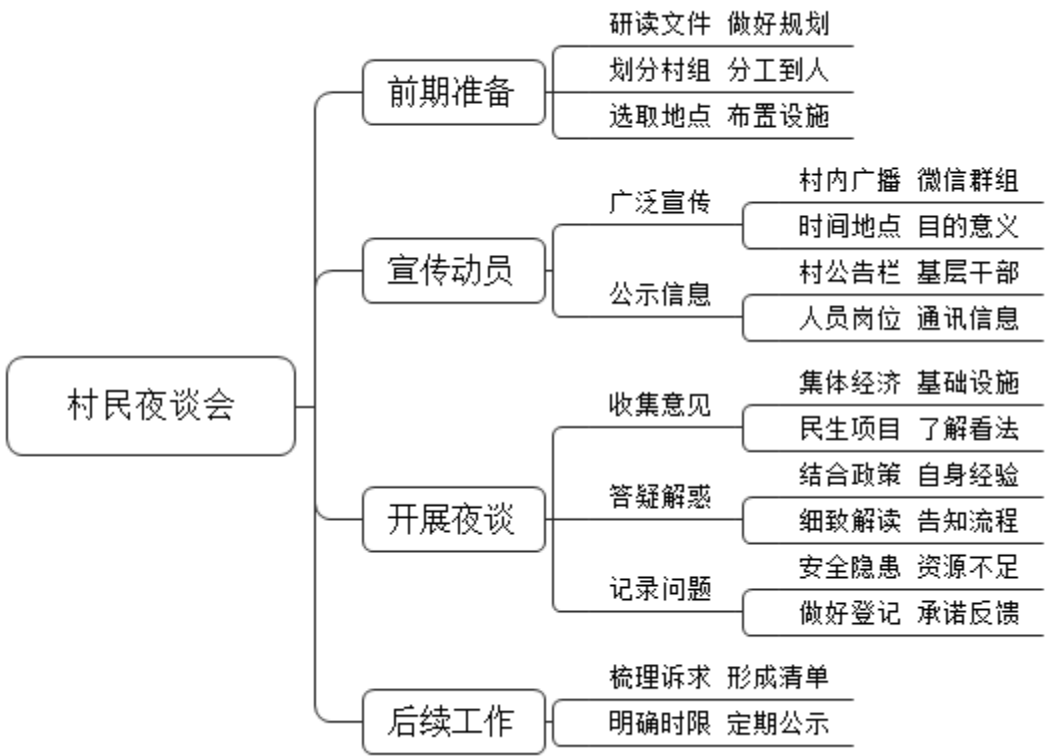 村民夜谈会
前期准备
研读文件 做好规划
划分村组 分工到人
选取地点 布置设施
宣传动员
广泛宣传
村内广播 微信群组
时间地点 目的意义
公示信息
村公告栏 基层干部
人员岗位 通讯信息
开展夜谈
收集意见
集体经济 基础设施
民生项目 了解看法
答疑解惑
结合政策 自身经验
细致解读 告知流程
记录问题
安全隐患 资源不足
做好登记 承诺反馈
后续工作
梳理诉求 形成清单
明确时限 定期公示